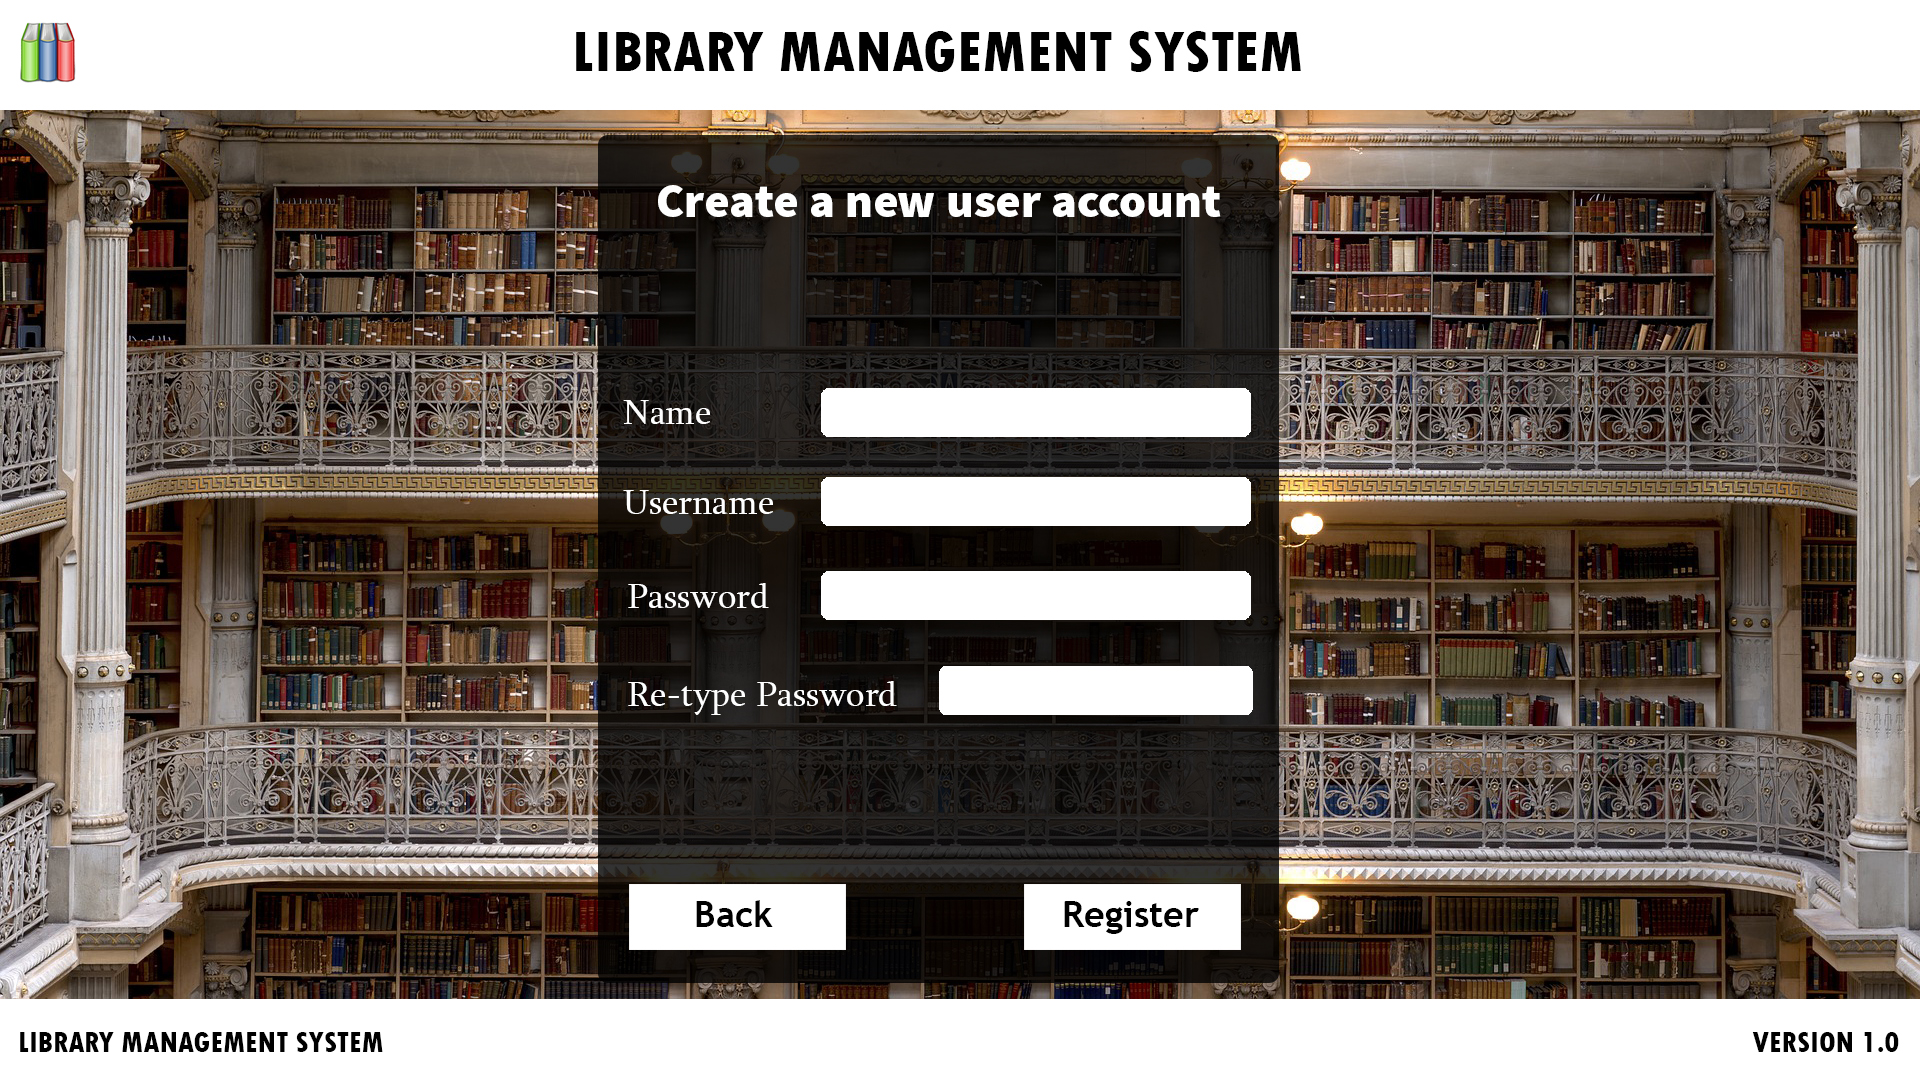 LIBRARY MANAGEMENT SYSTEM
Create a new user account
Name
Username
Password
Re-type Password
Back
Register
LIBRARY MANAGEMENT SYSTEM
VERSION 1.0